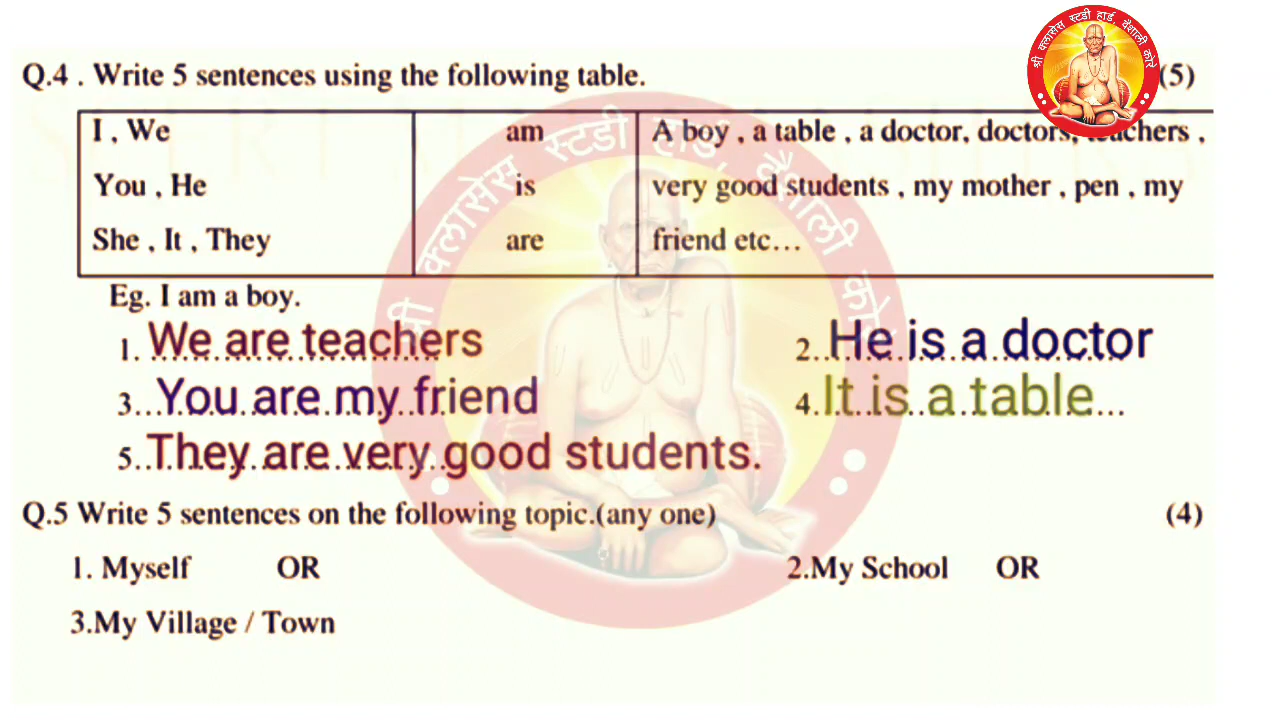 श्री क्लासेस स्टडी हार्ड, वैशाली कोरे
Q.4 . Write 5 sentences using the following table. (5)
I , We am A boy , a table , a doctor, doctors, teachers ,
You , He is very good students , my mother , pen , my
She , It , They are friend etc…
Eg. I am a boy.
1. We are teachers 2..He is a doctor
3...You are my friend 4.It is a table...
5..They are very good students.
Q.5 Write 5 sentences on the following topic.(any one) (4)
1. Myself OR 2.My School OR
3.My Village / Town
श्री क्लासेस स्टडी हार्ड, वैशाली कोरे